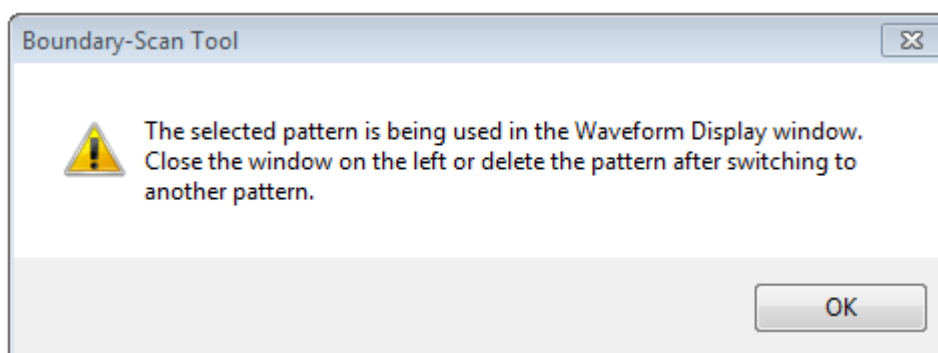 Boundary-Scan Tool
The selected pattern is being used in the Waveform Display window.
Close the window on the left or delete the pattern after switching to
another pattern.
OK